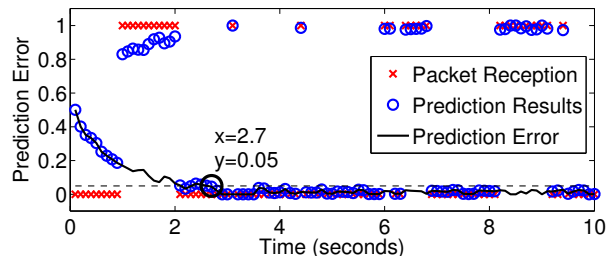 Prediction Error
1
0.8
0.6
0.4
0.2
0
x=2.7
y=0.05
Packet Reception
Prediction Results
Prediction Error
0 2 4 6 8 10
Time (seconds)